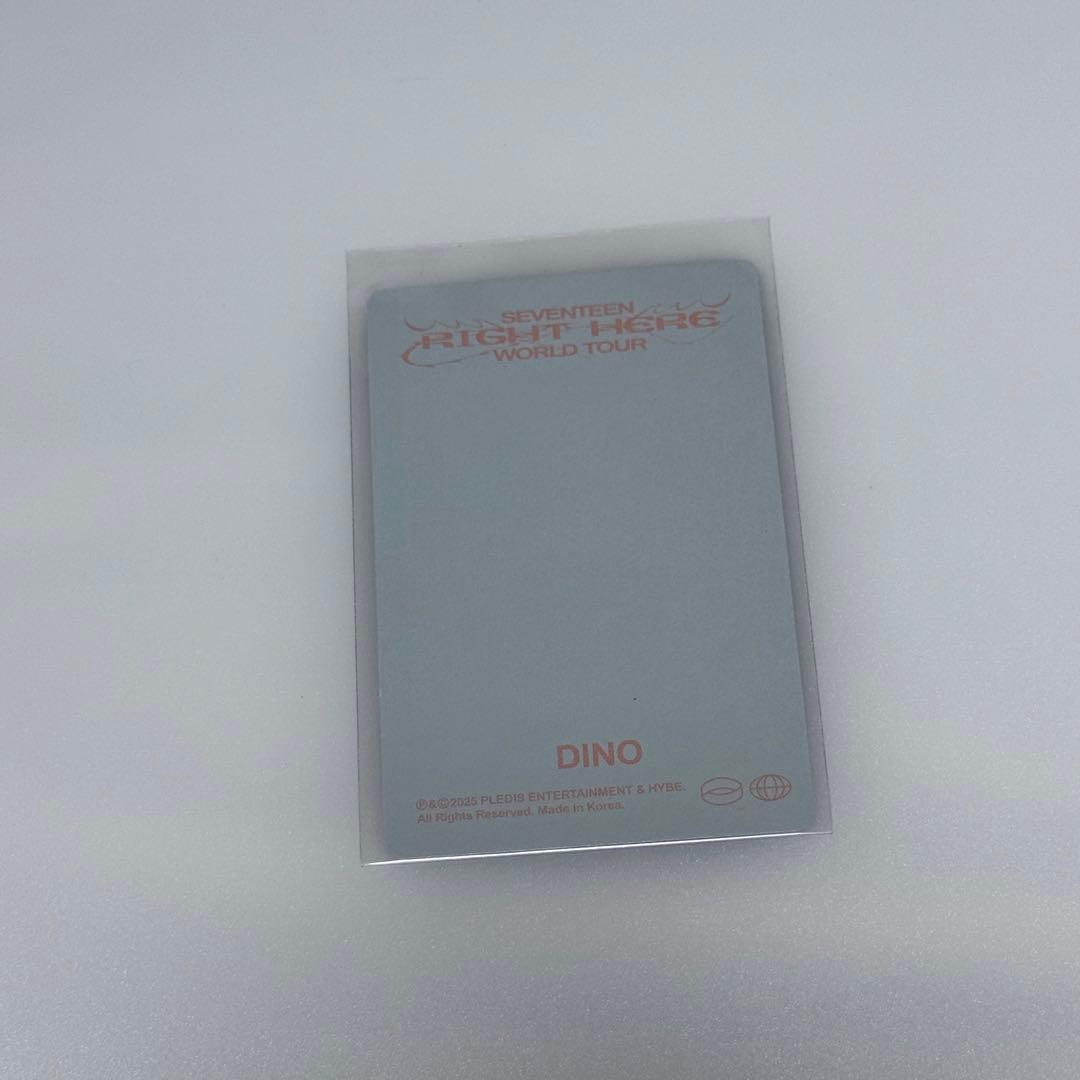 SEVENTEEN
RIGHT HERE
WORLD TOUR
DINO
℗&©2025 PLEDIS ENTERTAINMENT & HYBE.
All Rights Reserved. Made in Korea.